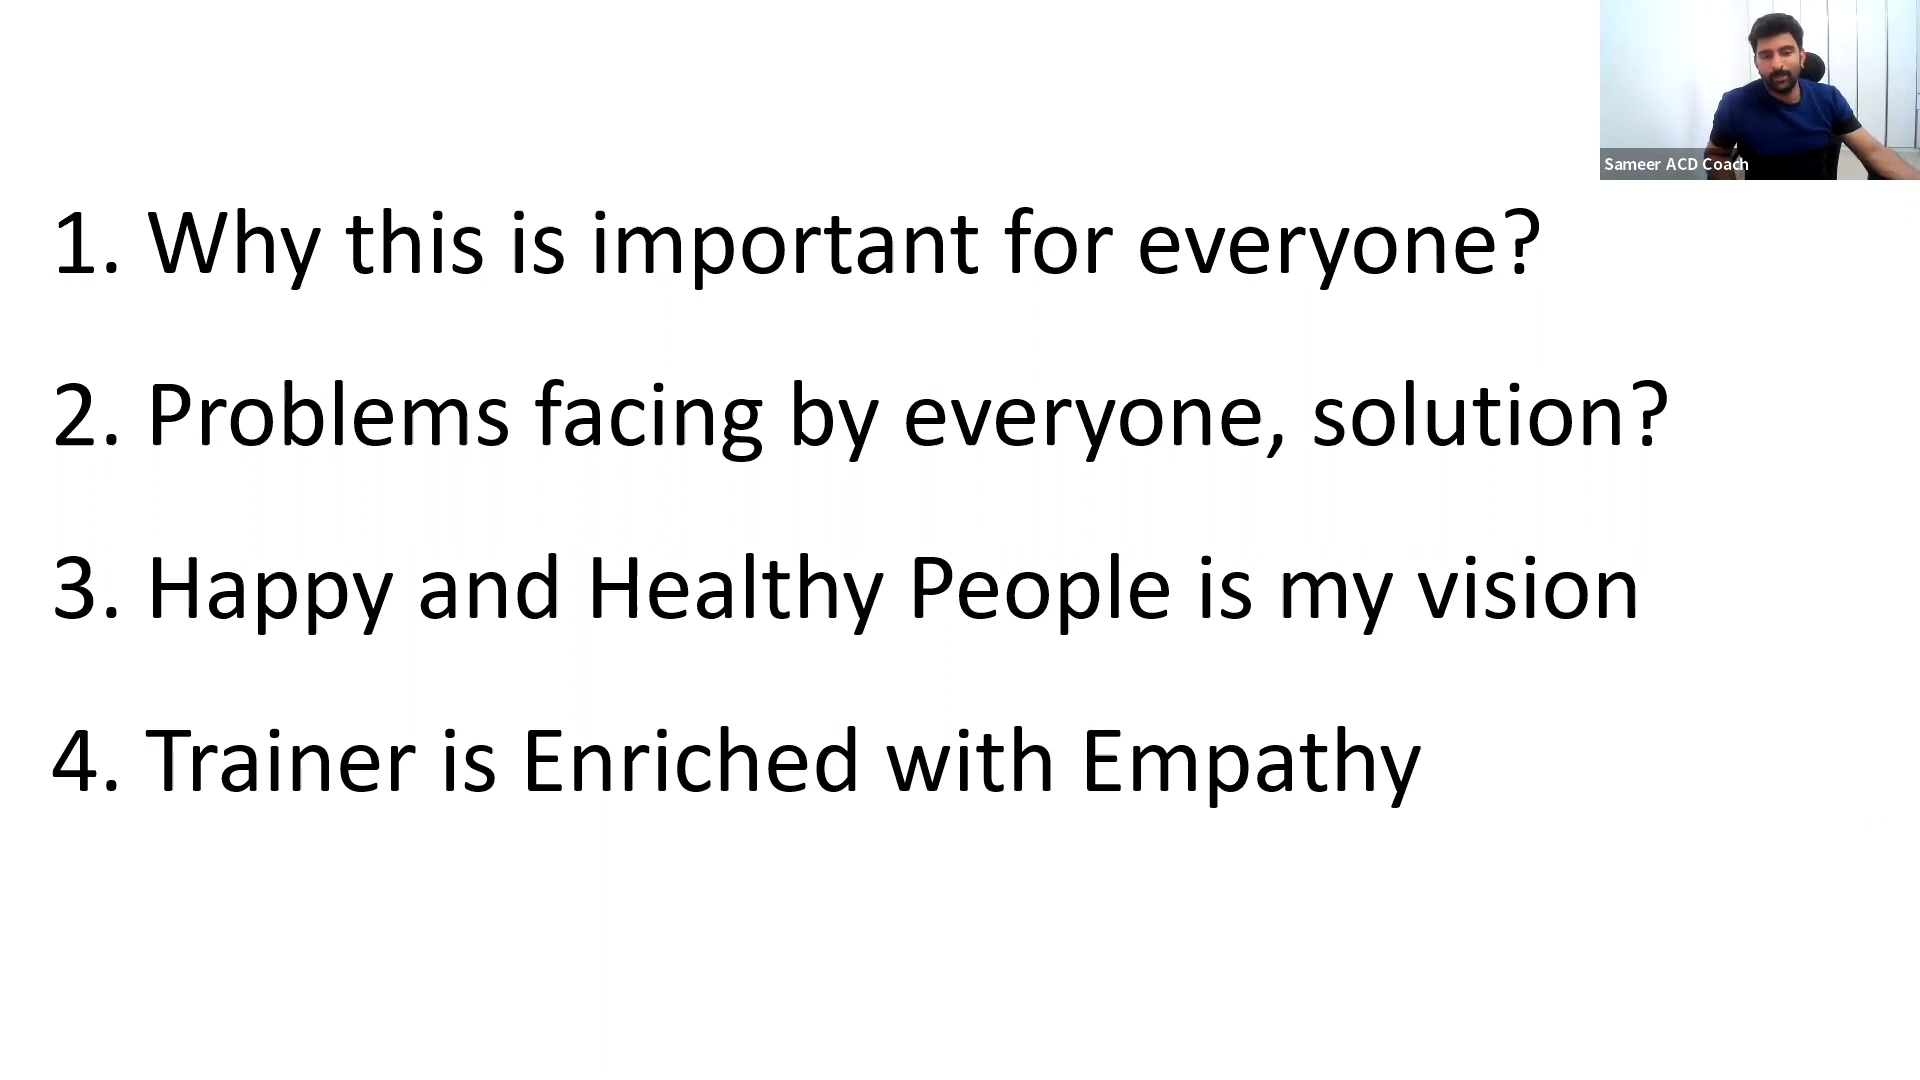 Sameer ACD Coach
1. Why this is important for everyone?
2. Problems facing by everyone, solution?
3. Happy and Healthy People is my vision
4. Trainer is Enriched with Empathy